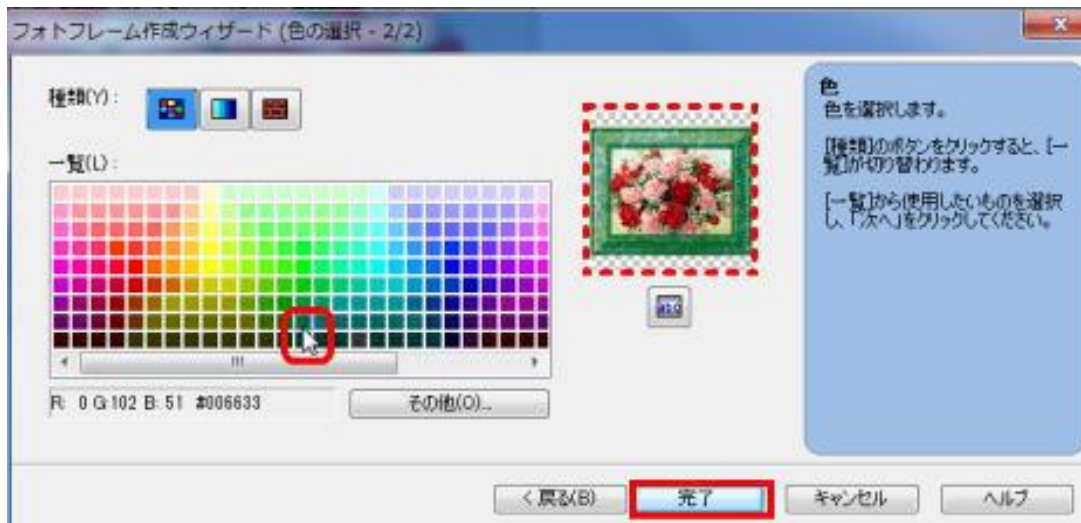 フォトフレーム作成ウィザード (色の選択 - 2/2)
種類(Y):
一覧(L):
R: 0 G:102 B: 51 #006633
その他(O)...
色
色を選択します。
[種類]のボタンをクリックすると、[一
覧]が切り替わります。
[一覧]から使用したいものを選択
し、「次へ」をクリックしてください。
< 戻る(B)
完了
キャンセル
ヘルプ